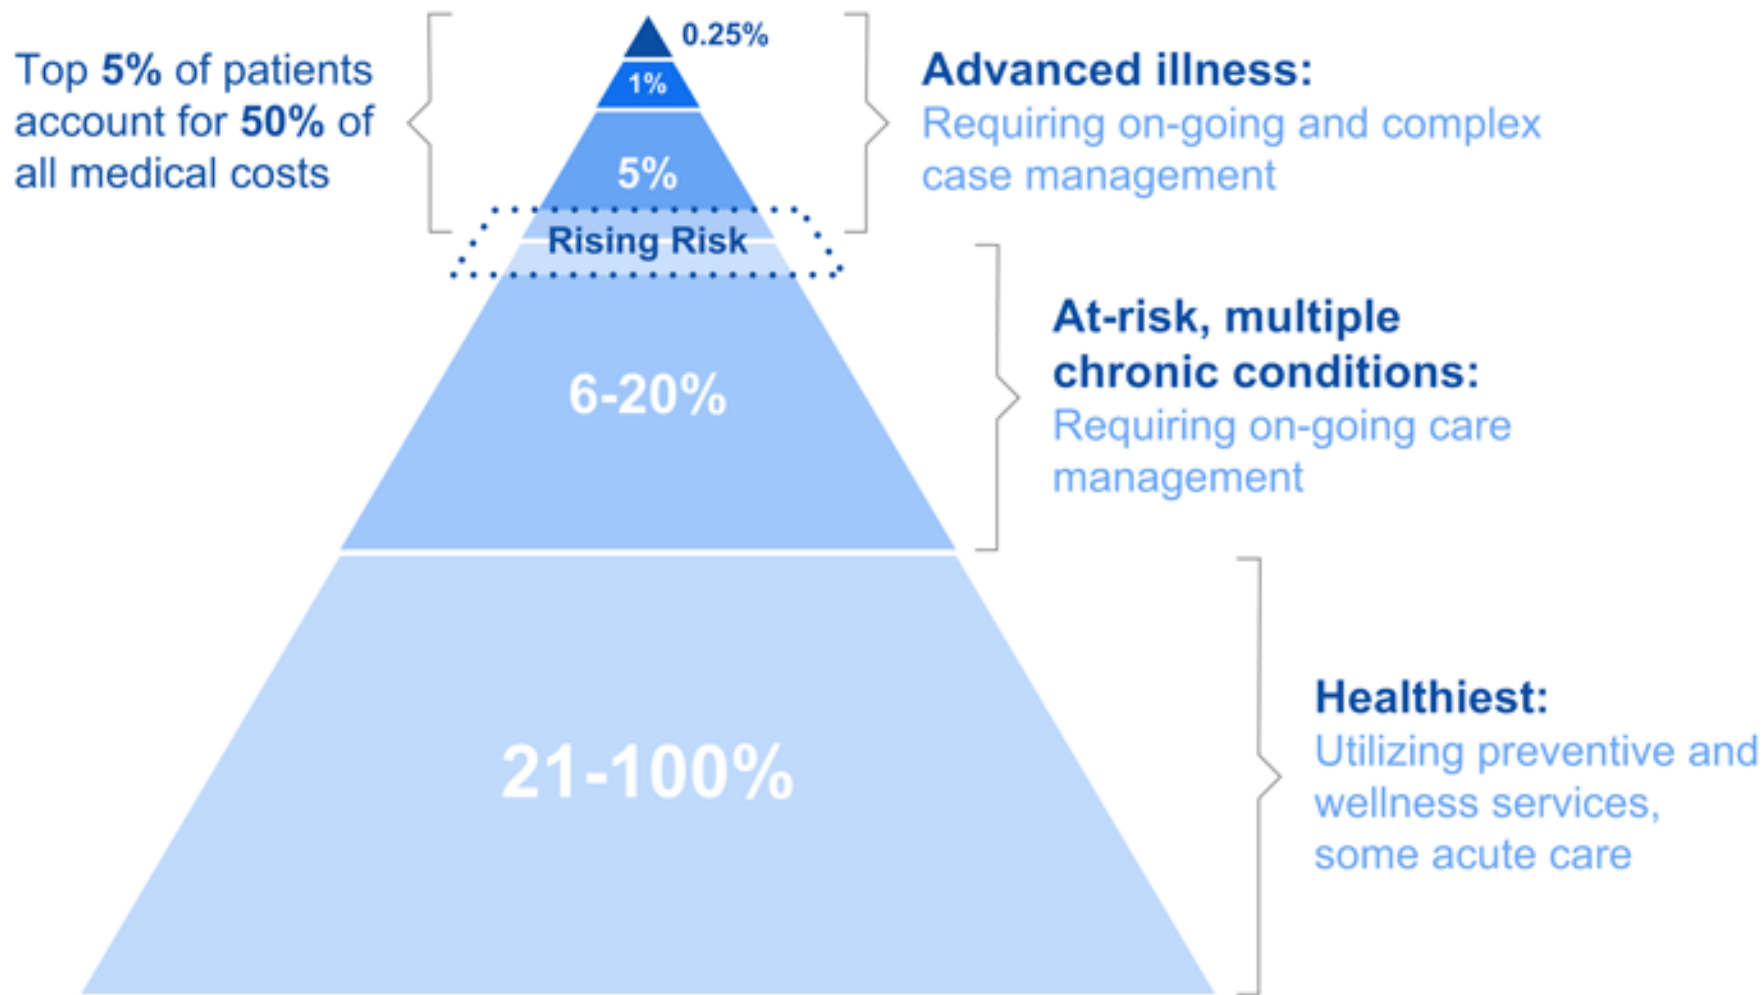 Top 5% of patients
account for 50% of
all medical costs
0.25%
1%
5%
Rising Risk
6-20%
21-100%
Advanced illness:
Requiring on-going and complex
case management
At-risk, multiple
chronic conditions:
Requiring on-going care
management
Healthiest:
Utilizing preventive and
wellness services,
some acute care